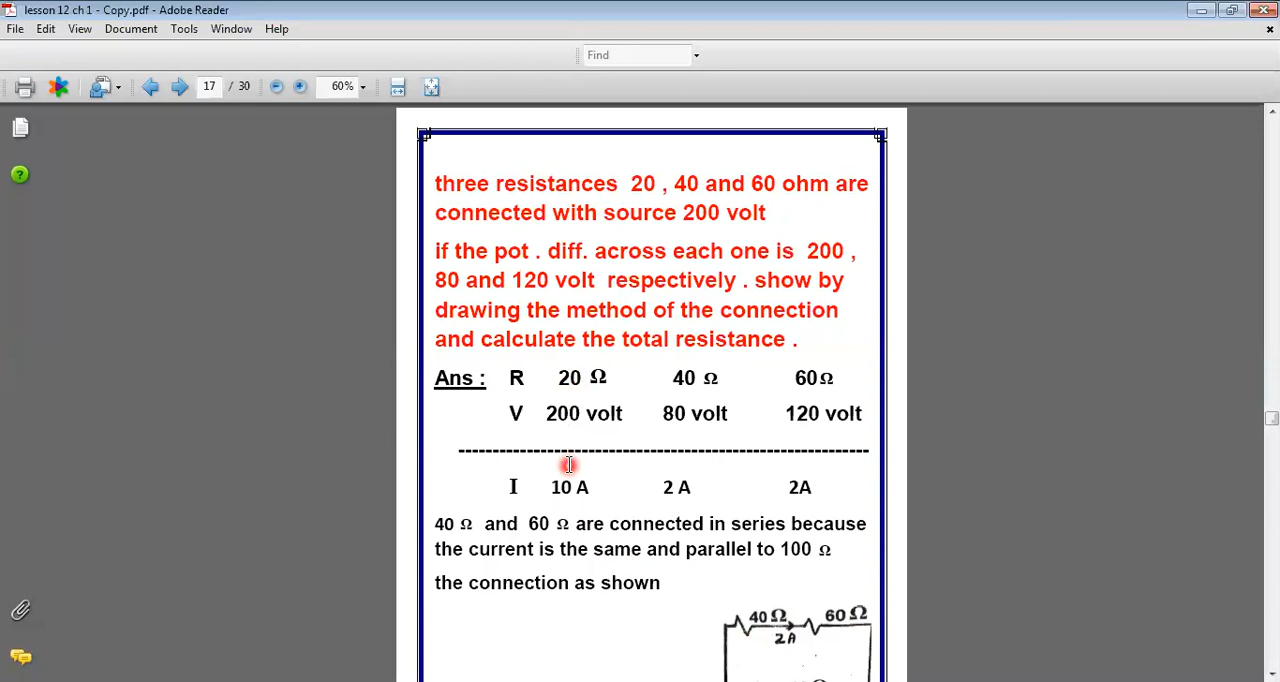 lesson 12 ch 1 - Copy.pdf - Adobe Reader
File Edit View Document Tools Window Help
Find
17 / 30 60%
three resistances 20 , 40 and 60 ohm are
connected with source 200 volt
if the pot . diff. across each one is 200 ,
80 and 120 volt respectively . show by
drawing the method of the connection
and calculate the total resistance .
Ans : R 20 Ω 40 Ω 60Ω
V 200 volt 80 volt 120 volt
-------------------------------------------------------------
I 10 A 2 A 2A
40 Ω and 60 Ω are connected in series because
the current is the same and parallel to 100 Ω
the connection as shown
40Ω 60Ω
2A